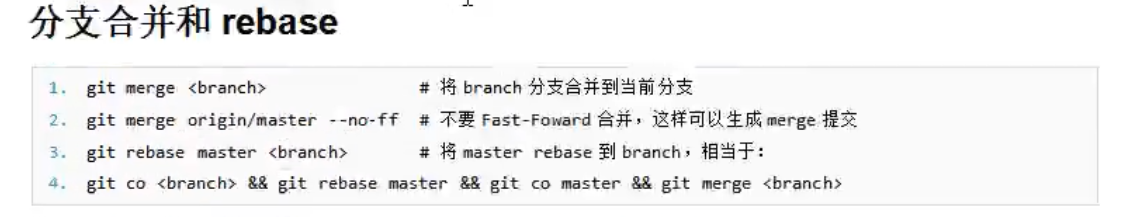 分支合并和 rebase
1. git merge <branch> # 将 branch 分支合并到当前分支
2. git merge origin/master --no-ff # 不要 Fast-Foward 合并，这样可以生成 merge 提交
3. git rebase master <branch> # 将 master rebase 到 branch，相当于：
4. git co <branch> && git rebase master && git co master && git merge <branch>